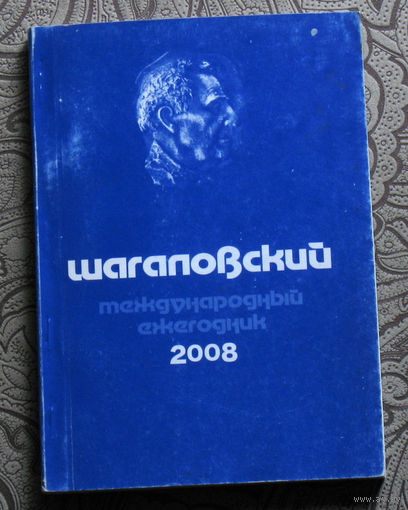 шагаловский
международный
ежегодник
2008